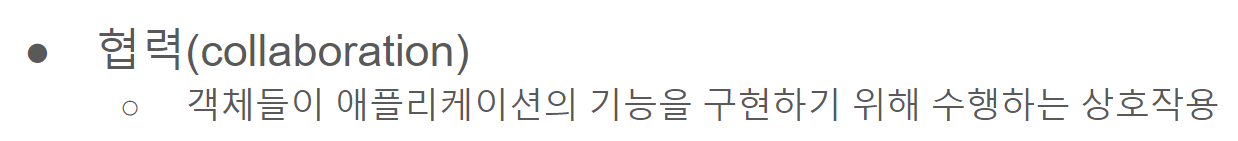 ● 협력(collaboration)
○ 객체들이 애플리케이션의 기능을 구현하기 위해 수행하는 상호작용